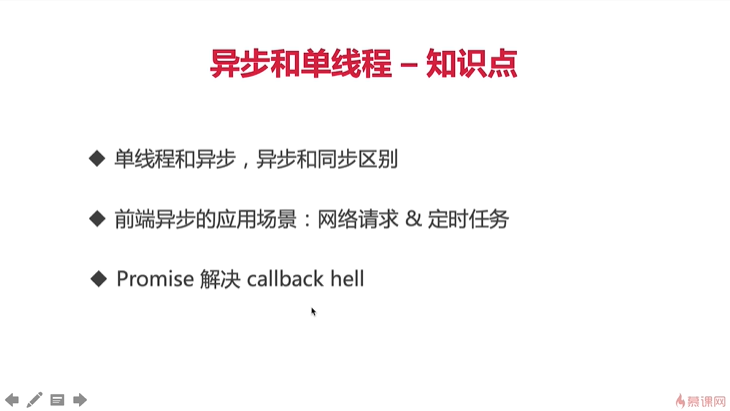 异步和单线程 – 知识点
单线程和异步，异步和同步区别
前端异步的应用场景：网络请求 & 定时任务
Promise 解决 callback hell
慕课网